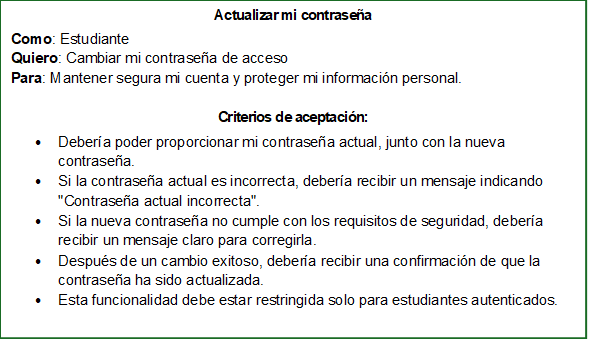 Actualizar mi contraseña
Como: Estudiante
Quiero: Cambiar mi contraseña de acceso
Para: Mantener segura mi cuenta y proteger mi información personal.
Criterios de aceptación:
• Debería poder proporcionar mi contraseña actual, junto con la nueva
contraseña.
• Si la contraseña actual es incorrecta, debería recibir un mensaje indicando
"Contraseña actual incorrecta".
• Si la nueva contraseña no cumple con los requisitos de seguridad, debería
recibir un mensaje claro para corregirla.
• Después de un cambio exitoso, debería recibir una confirmación de que la
contraseña ha sido actualizada.
• Esta funcionalidad debe estar restringida solo para estudiantes autenticados.